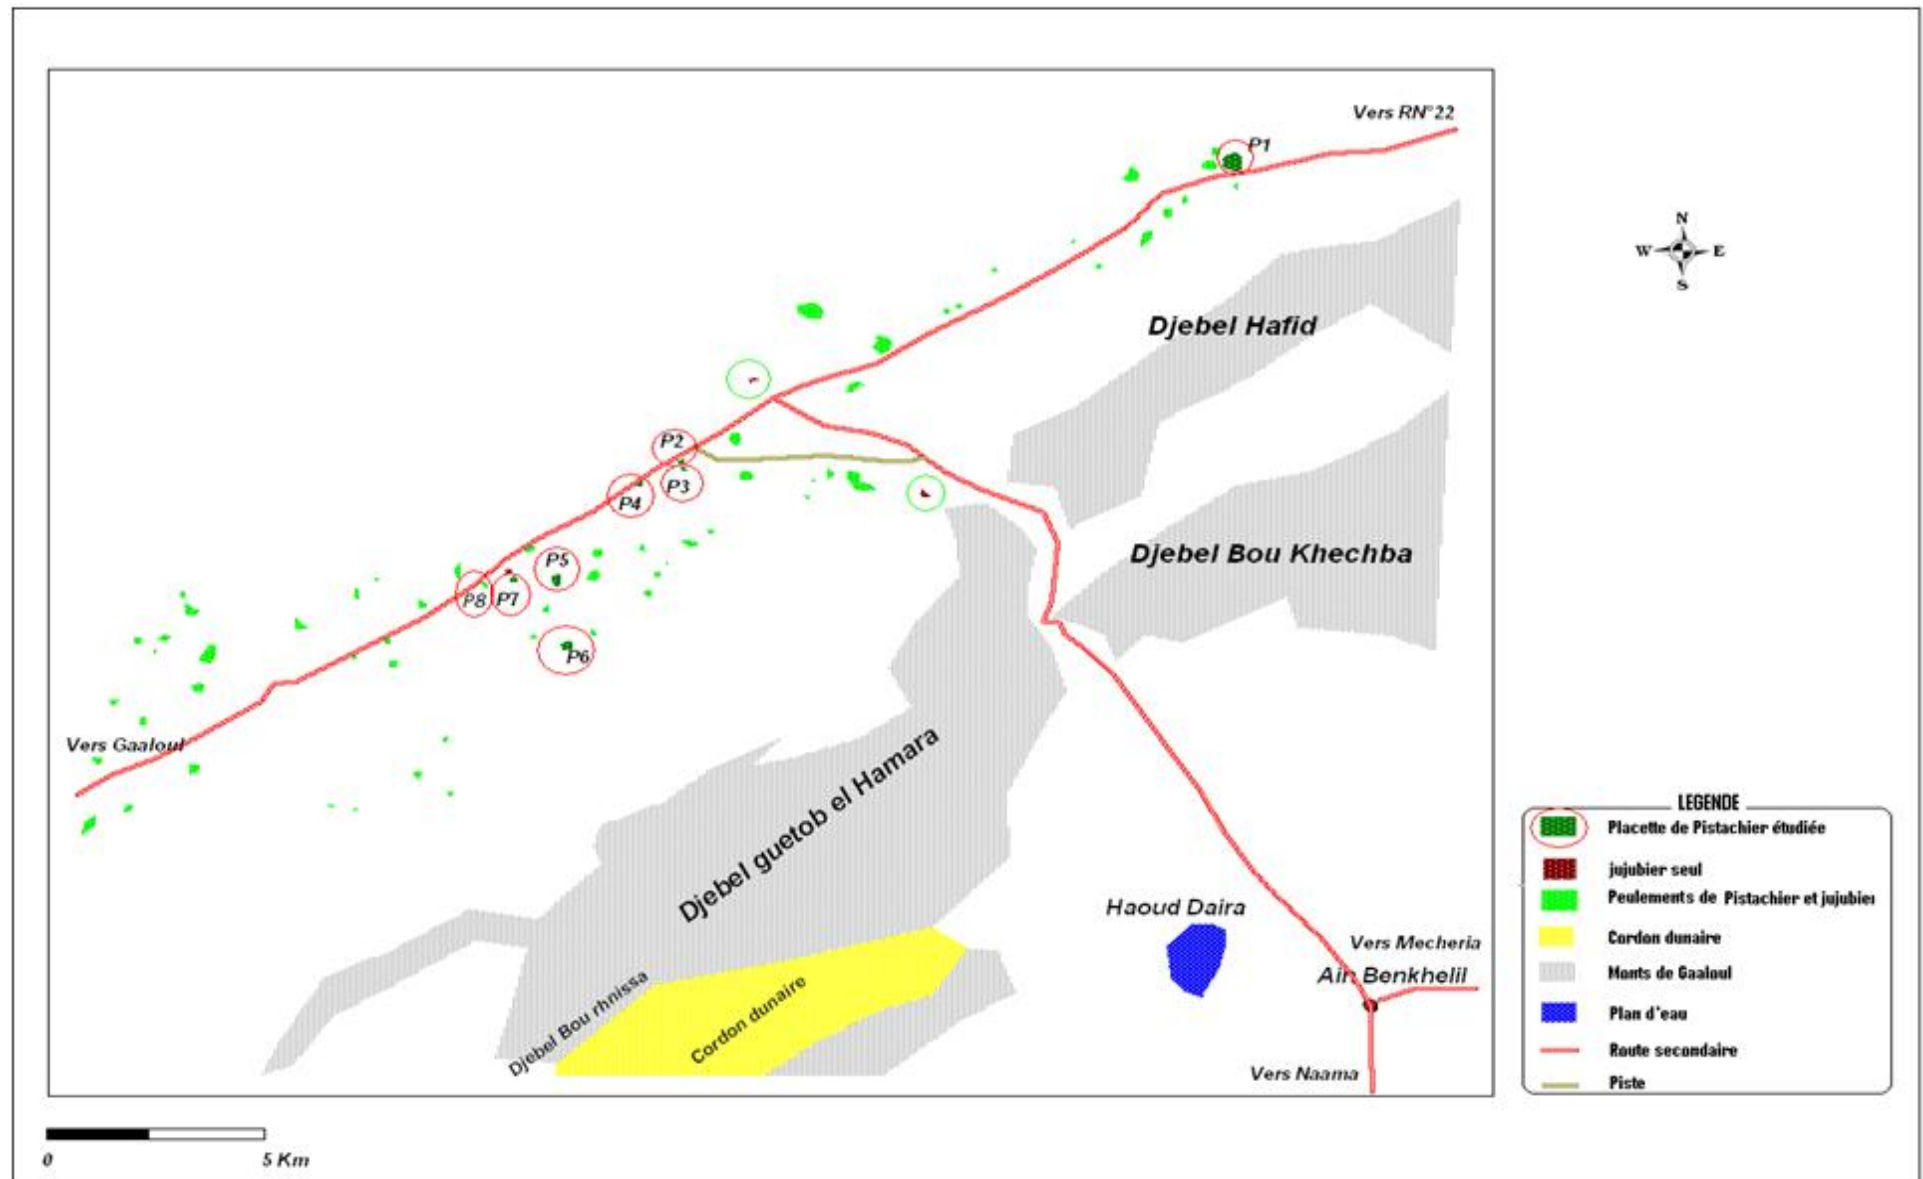 Vers RN°22
P1
N
W E
S
Djebel Hafid
P2
P3
P4
Djebel Bou Khechba
P5
P8
P7
P6
Vers Gaaloul
Djebel guetob el Hamara
LEGENDE
Placette de Pistachier étudiée
jujubier seul
Peulements de Pistachier et jujubier
Cordon dunaire
Monts de Gaaloul
Plan d'eau
Route secondaire
Piste
Haoud Daira
Vers Mecheria
Ain Benkhelil
Djebel Bou rhnissa
Cordon dunaire
Vers Naama
0 5 Km